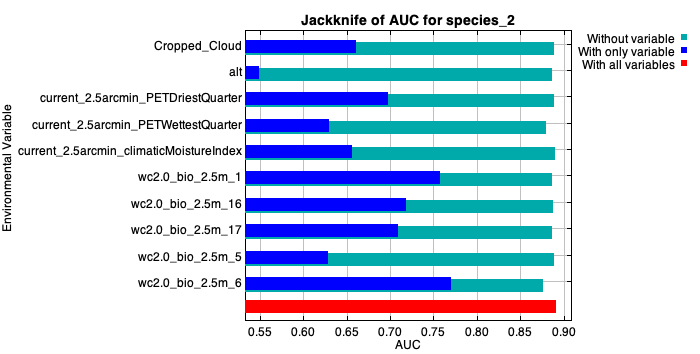 Jackknife of AUC for species_2
Without variable
With only variable
With all variables
Environmental Variable
Cropped_Cloud
alt
current_2.5arcmin_PETDriestQuarter
current_2.5arcmin_PETWettestQuarter
current_2.5arcmin_climaticMoistureIndex
wc2.0_bio_2.5m_1
wc2.0_bio_2.5m_16
wc2.0_bio_2.5m_17
wc2.0_bio_2.5m_5
wc2.0_bio_2.5m_6
0.55 0.60 0.65 0.70 0.75 0.80 0.85 0.90
AUC